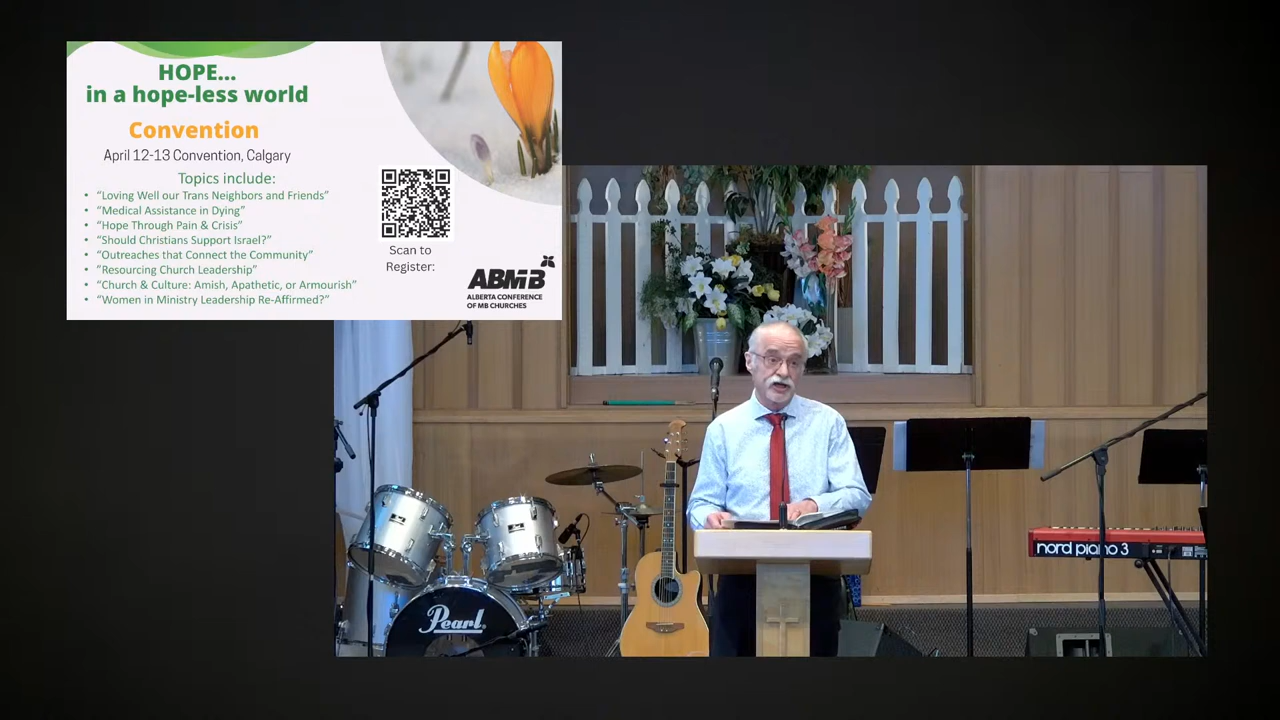 HOPE...
in a hope-less world
Convention
April 12-13 Convention, Calgary
Topics include:
• "Loving Well our Trans Neighbors and Friends"
• "Medical Assistance in Dying"
• "Hope Through Pain & Crisis"
• "Should Christians Support Israel?"
• "Outreaches that Connect the Community"
• "Resourcing Church Leadership"
• "Church & Culture: Amish, Apathetic, or Armourish"
• "Women in Ministry Leadership Re-Affirmed?"
Scan to
Register:
ABMB
ALBERTA CONFERENCE
OF MB CHURCHES
nord piano 3
Pearl